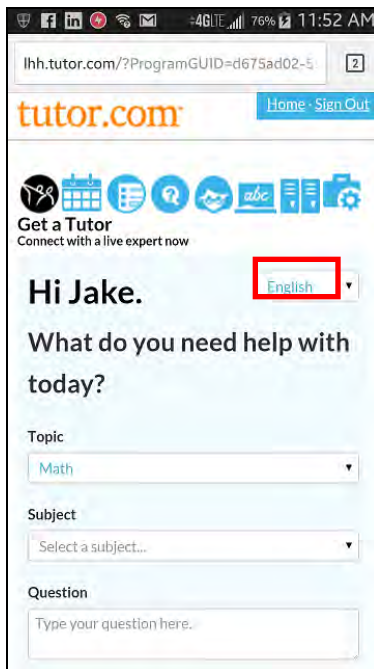 4G LTE 76% 11:52 AM
lhh.tutor.com/?ProgramGUID=d675ad02-5 2
tutor.com
Home · Sign Out
abc
Get a Tutor
Connect with a live expert now
Hi Jake.
English
What do you need help with
today?
Topic
Math
Subject
Select a subject...
Question
Type your question here.